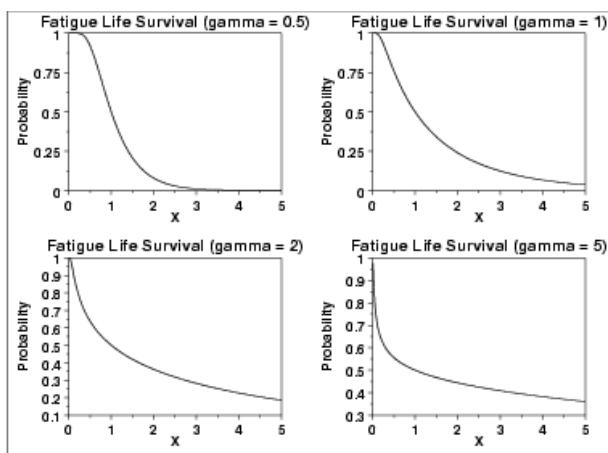 Fatigue Life Survival (gamma = 0.5)
1
0.75
0.5
0.25
0
Probability
0 1 2 3 4 5
X
Fatigue Life Survival (gamma = 1)
1
0.75
0.5
0.25
0
Probability
0 1 2 3 4 5
X
Fatigue Life Survival (gamma = 2)
1
0.9
0.8
0.7
0.6
0.5
0.4
0.3
0.2
0.1
Probability
0 1 2 3 4 5
X
Fatigue Life Survival (gamma = 5)
1
0.9
0.8
0.7
0.6
0.5
0.4
0.3
Probability
0 1 2 3 4 5
X